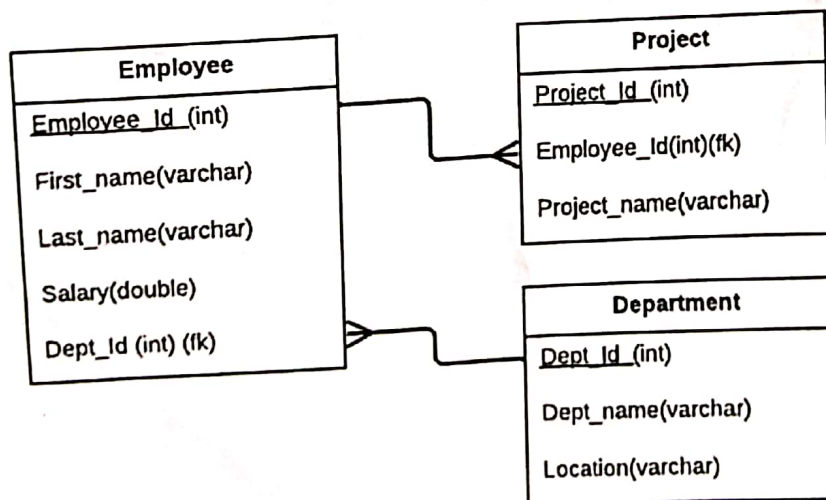 Employee
Employee_Id (int)
First_name(varchar)
Last_name(varchar)
Salary(double)
Dept_Id (int) (fk)
Project
Project_Id (int)
Employee_Id(int)(fk)
Project_name(varchar)
Department
Dept_Id (int)
Dept_name(varchar)
Location(varchar)